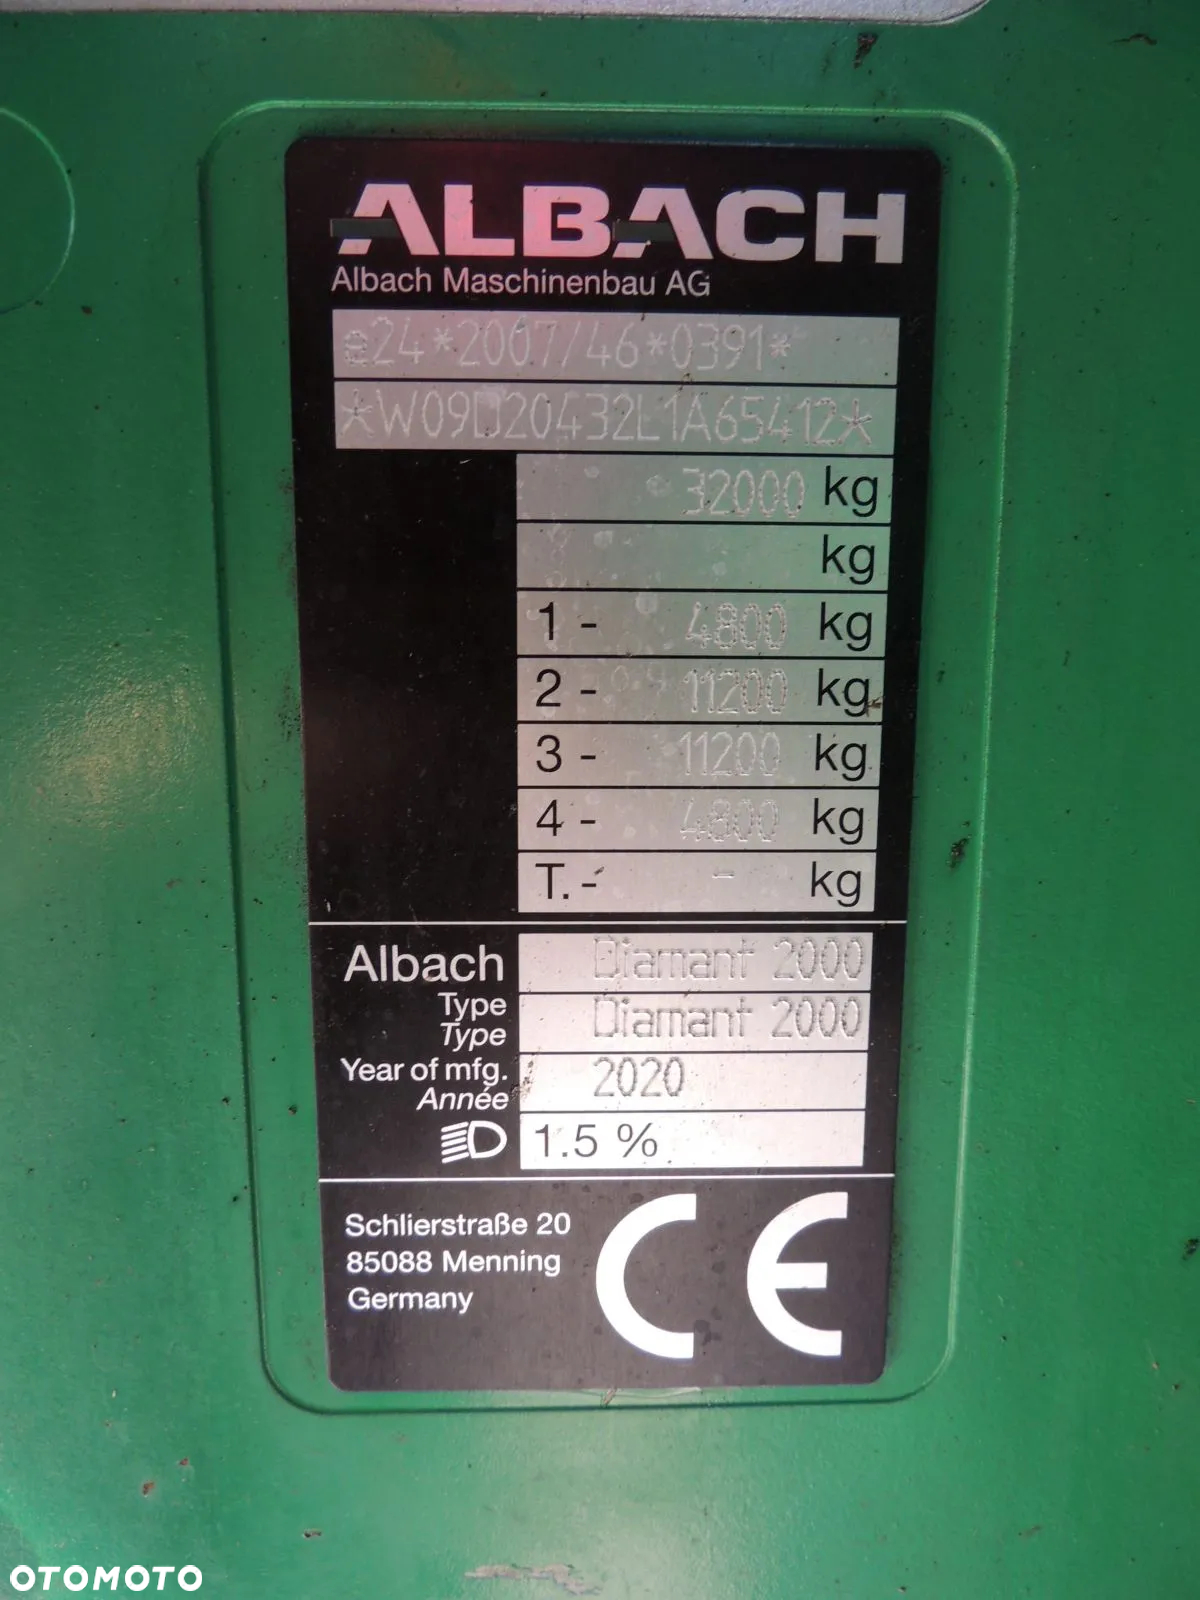 ALBACH
Albach Maschinenbau AG
e24*2007/46*0391*
*W09D20432L1A65412*
32000 kg
kg
1 - 4800 kg
2 - 11200 kg
3 - 11200 kg
4 - 4800 kg
T. - - kg
Albach Diamant 2000
Type
Type Diamant 2000
Year of mfg. 2020
Année
1.5 %
Schlierstraße 20
85088 Menning
Germany
CE
OTOMOTO